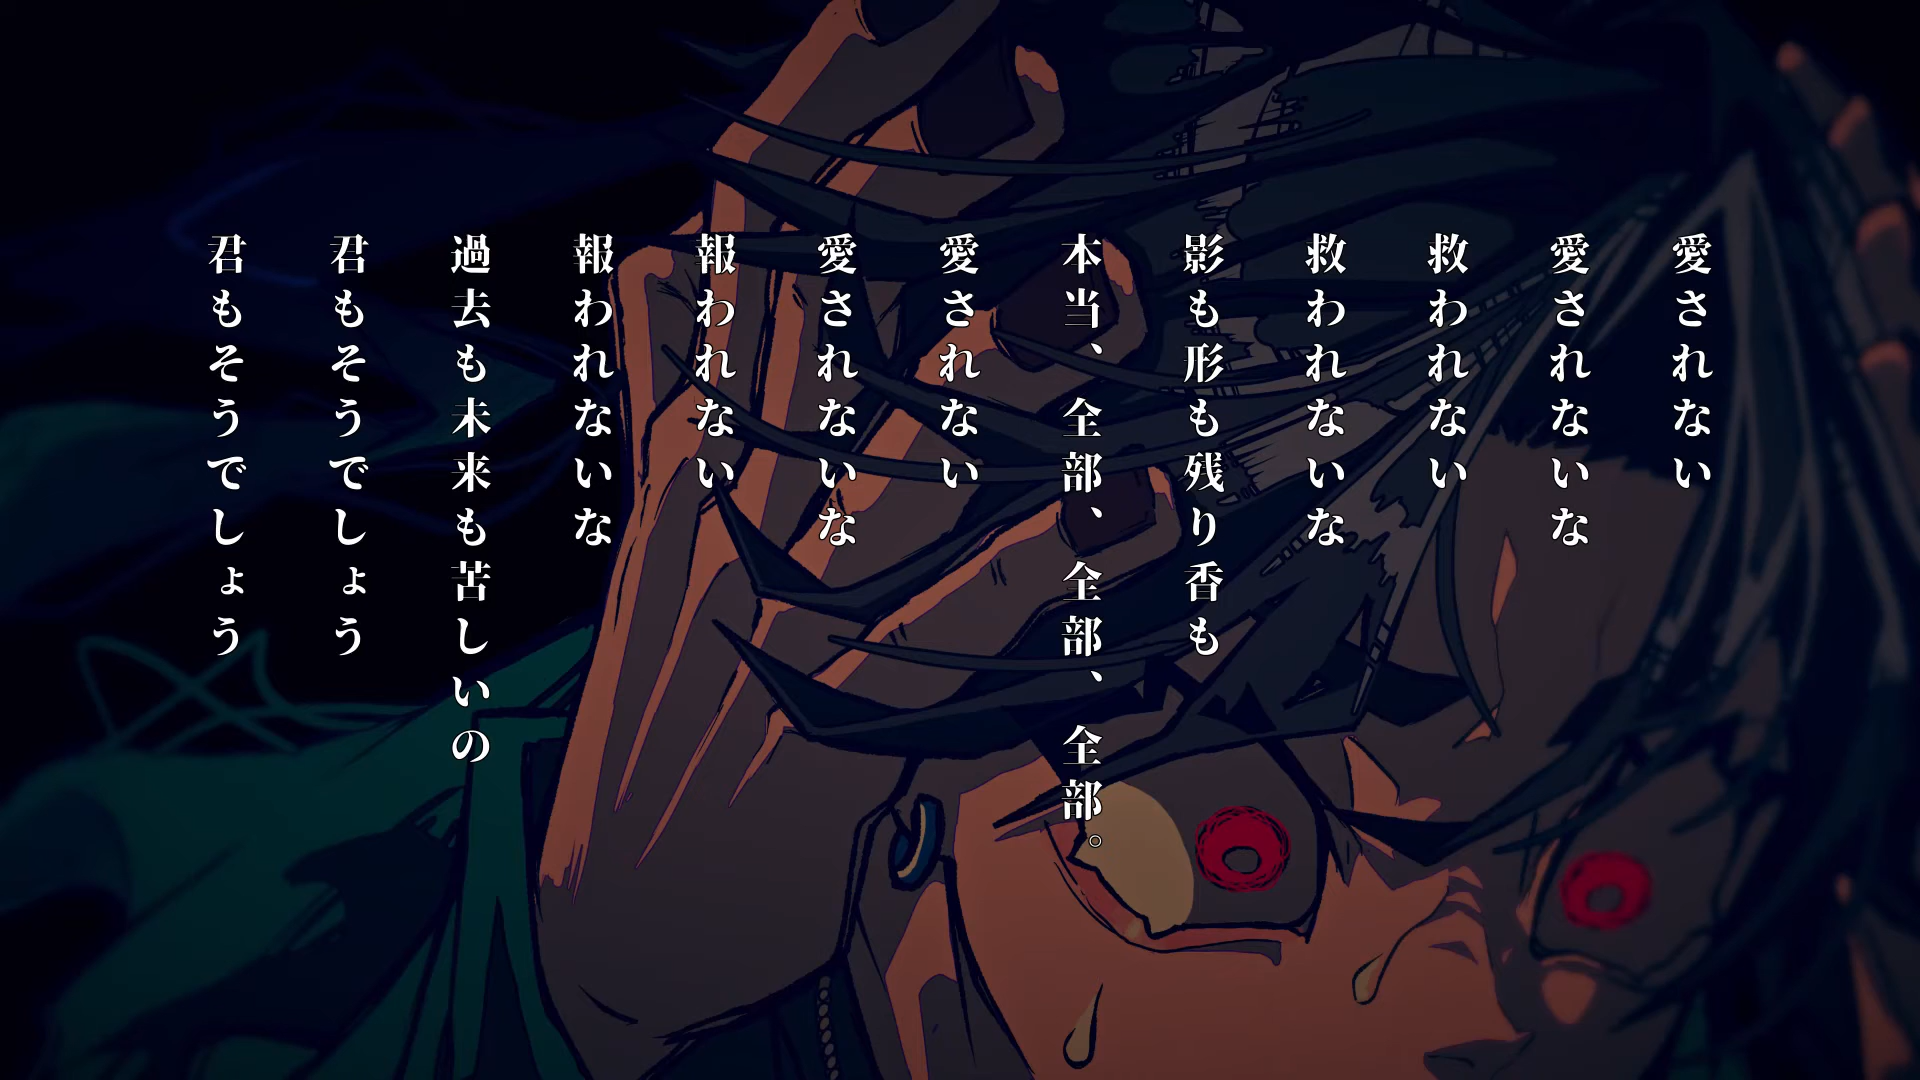 愛されない
愛されないな
救われない
救われないな
影も形も残り香も
本当、全部、全部、全部。
愛されない
愛されないな
報われない
報われないな
過去も未来も苦しいの
君もそうでしょう
君もそうでしょう